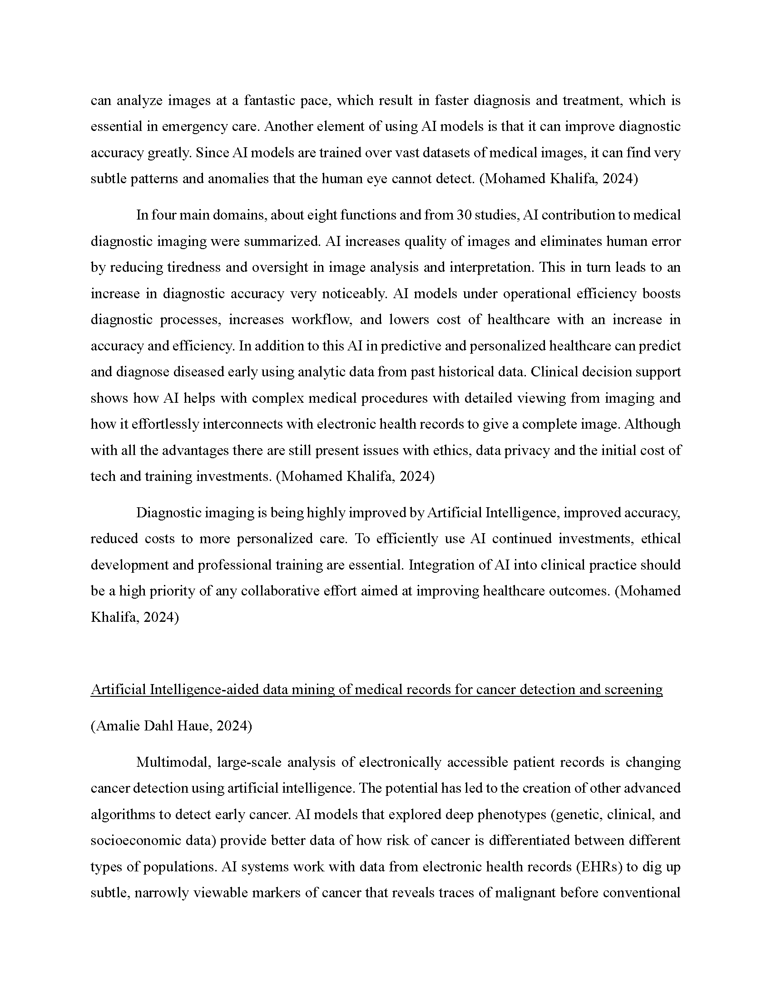 can analyze images at a fantastic pace, which result in faster diagnosis and treatment, which is
essential in emergency care. Another element of using AI models is that it can improve diagnostic
accuracy greatly. Since AI models are trained over vast datasets of medical images, it can find very
subtle patterns and anomalies that the human eye cannot detect. (Mohamed Khalifa, 2024)
In four main domains, about eight functions and from 30 studies, AI contribution to medical
diagnostic imaging were summarized. AI increases quality of images and eliminates human error
by reducing tiredness and oversight in image analysis and interpretation. This in turn leads to an
increase in diagnostic accuracy very noticeably. AI models under operational efficiency boosts
diagnostic processes, increases workflow, and lowers cost of healthcare with an increase in
accuracy and efficiency. In addition to this AI in predictive and personalized healthcare can predict
and diagnose diseased early using analytic data from past historical data. Clinical decision support
shows how AI helps with complex medical procedures with detailed viewing from imaging and
how it effortlessly interconnects with electronic health records to give a complete image. Although
with all the advantages there are still present issues with ethics, data privacy and the initial cost of
tech and training investments. (Mohamed Khalifa, 2024)
Diagnostic imaging is being highly improved by Artificial Intelligence, improved accuracy,
reduced costs to more personalized care. To efficiently use AI continued investments, ethical
development and professional training are essential. Integration of AI into clinical practice should
be a high priority of any collaborative effort aimed at improving healthcare outcomes. (Mohamed
Khalifa, 2024)
Artificial Intelligence-aided data mining of medical records for cancer detection and screening
(Amalie Dahl Haue, 2024)
Multimodal, large-scale analysis of electronically accessible patient records is changing
cancer detection using artificial intelligence. The potential has led to the creation of other advanced
algorithms to detect early cancer. AI models that explored deep phenotypes (genetic, clinical, and
socioeconomic data) provide better data of how risk of cancer is differentiated between different
types of populations. AI systems work with data from electronic health records (EHRs) to dig up
subtle, narrowly viewable markers of cancer that reveals traces of malignant before conventional